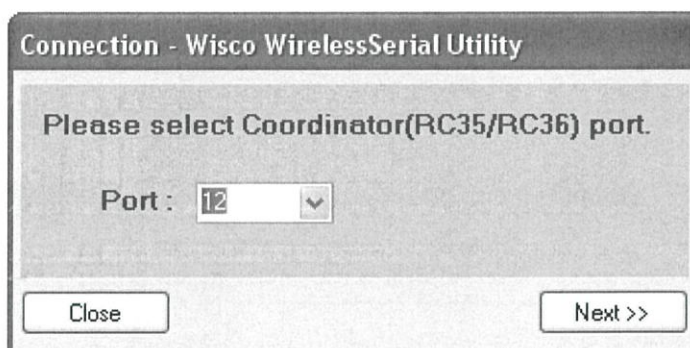 Connection - Wisco WirelessSerial Utility
Please select Coordinator(RC35/RC36) port.
Port : 12
Close Next >>